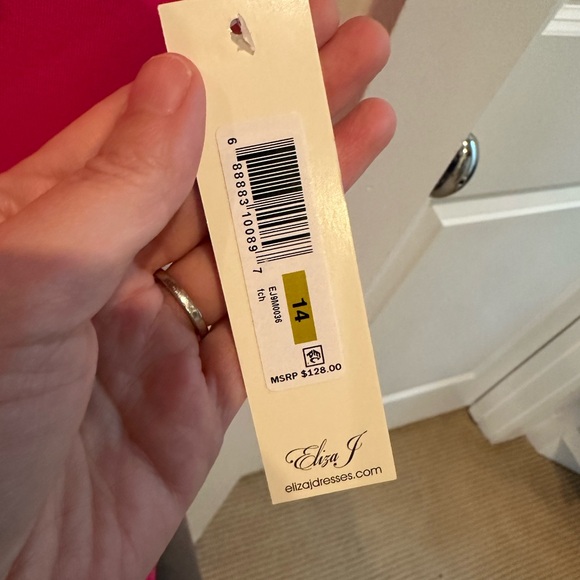 6 88883 10089 7
EJ9M0036
fch
14
MSRP $128.00
Eliza J
elizajdresses.com